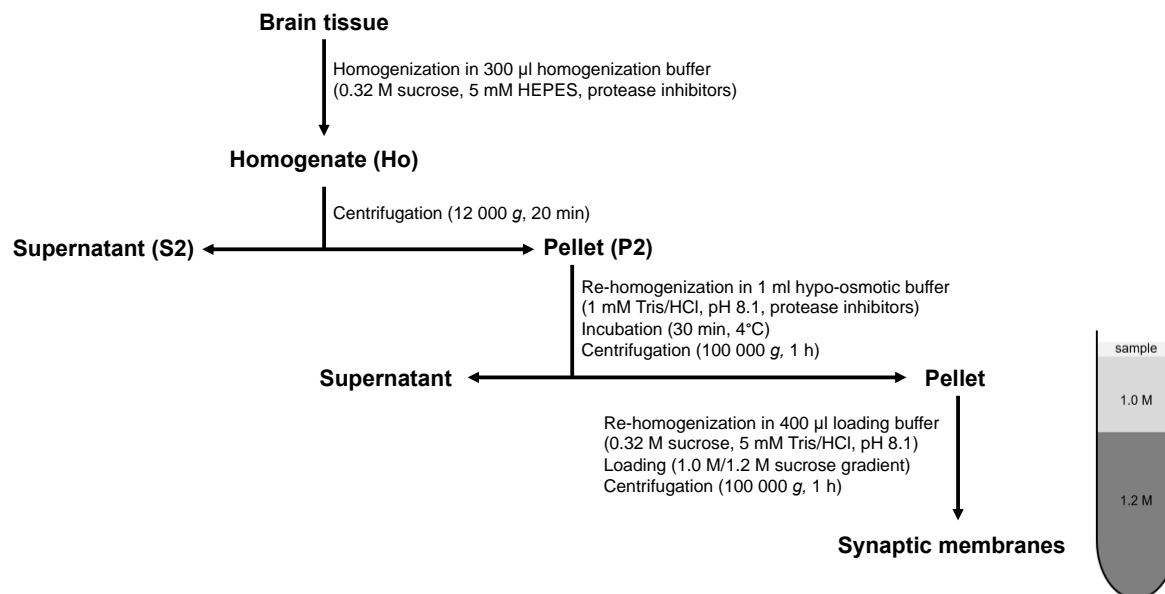 Brain tissue
Homogenization in 300 µl homogenization buffer
(0.32 M sucrose, 5 mM HEPES, protease inhibitors)
Homogenate (Ho)
Centrifugation (12 000 g, 20 min)
Supernatant (S2)
Pellet (P2)
Re-homogenization in 1 ml hypo-osmotic buffer
(1 mM Tris/HCl, pH 8.1, protease inhibitors)
Incubation (30 min, 4°C)
Centrifugation (100 000 g, 1 h)
Supernatant
Pellet
Re-homogenization in 400 µl loading buffer
(0.32 M sucrose, 5 mM Tris/HCl, pH 8.1)
Loading (1.0 M/1.2 M sucrose gradient)
Centrifugation (100 000 g, 1 h)
Synaptic membranes
sample
1.0 M
1.2 M